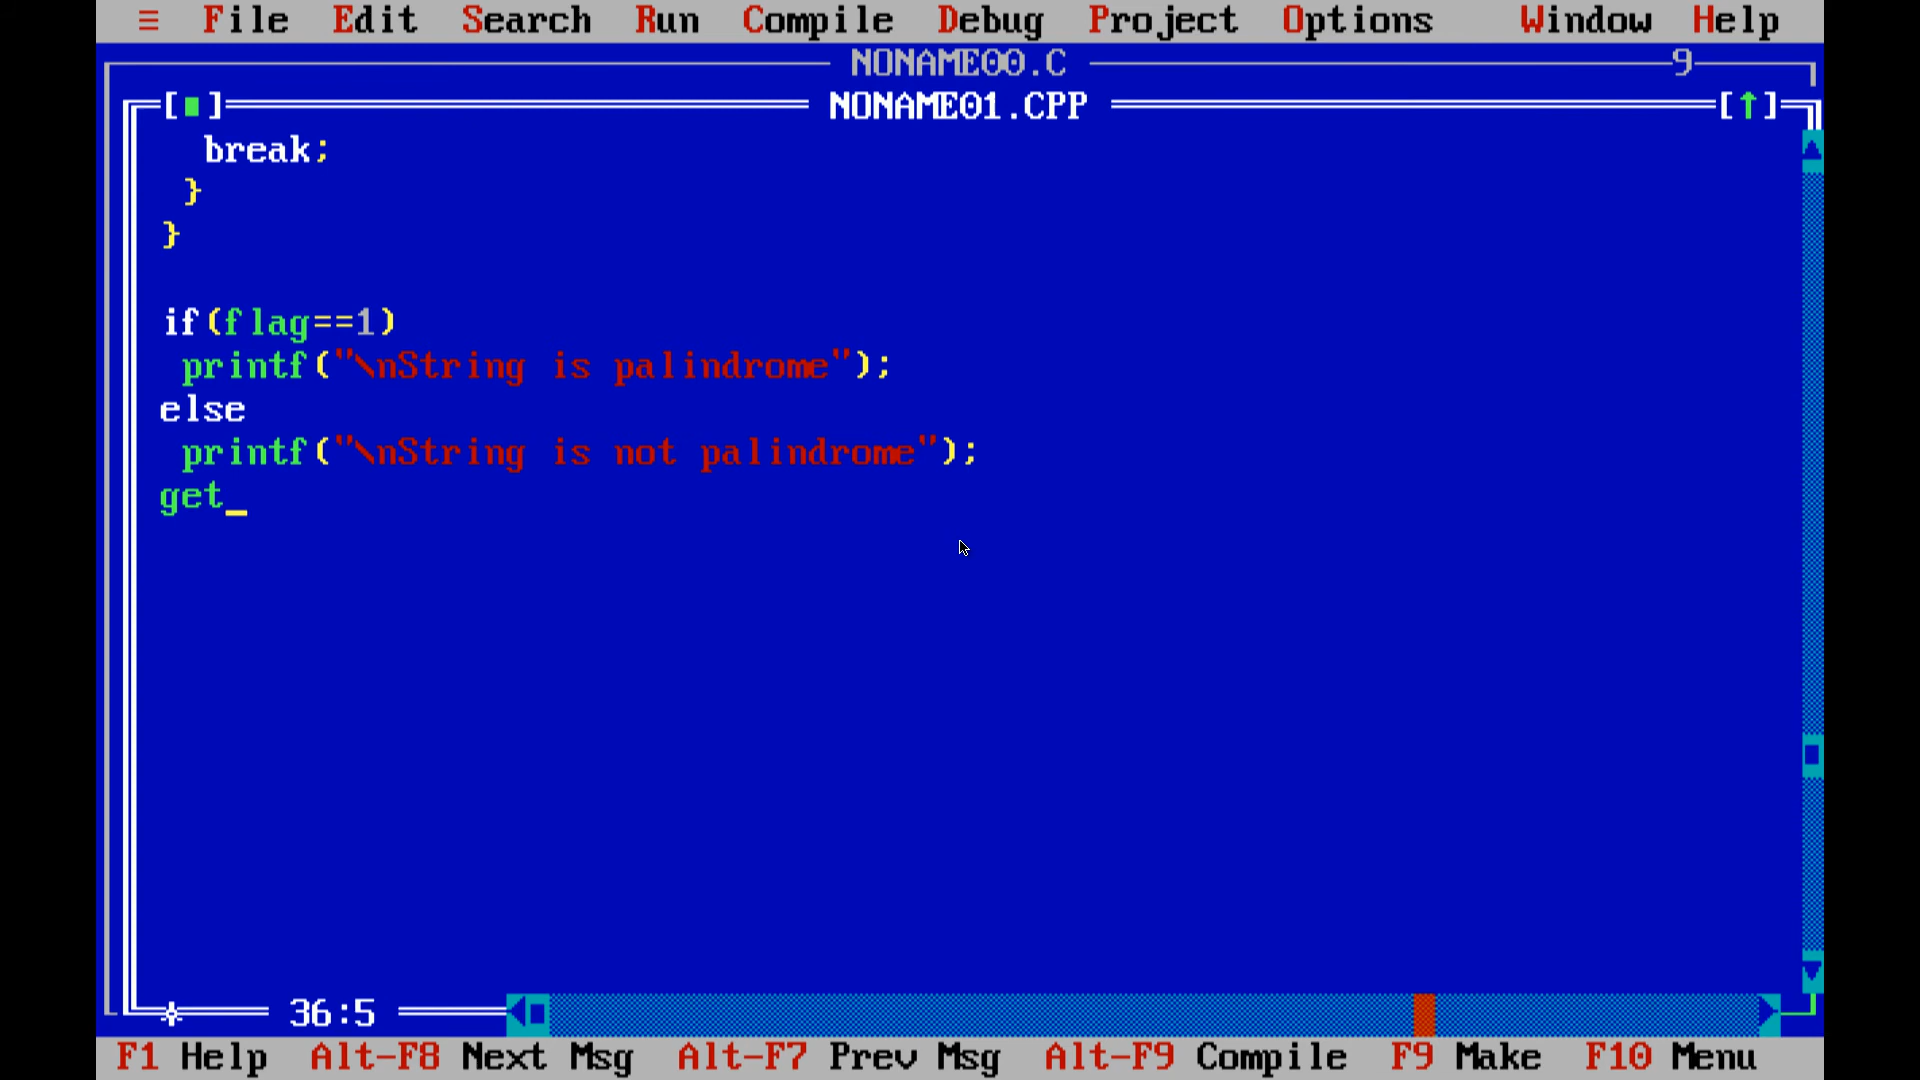 ≡ File Edit Search Run Compile Debug Project Options Window Help
NONAME00.C 9
[■] NONAME01.CPP [↑]
break;
}
}
if(flag==1)
printf("\nString is palindrome");
else
printf("\nString is not palindrome");
get_
36:5
F1 Help Alt-F8 Next Msg Alt-F7 Prev Msg Alt-F9 Compile F9 Make F10 Menu